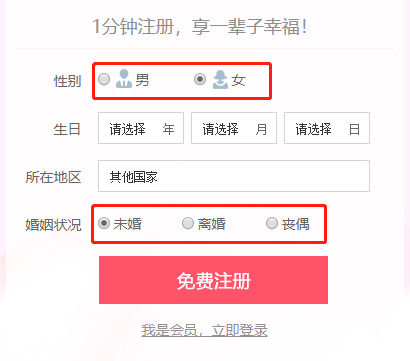 1分钟注册，享一辈子幸福！
性别 男 女
生日 请选择 年 请选择 月 请选择 日
所在地区 其他国家
婚姻状况 未婚 离婚 丧偶
免费注册
我是会员，立即登录